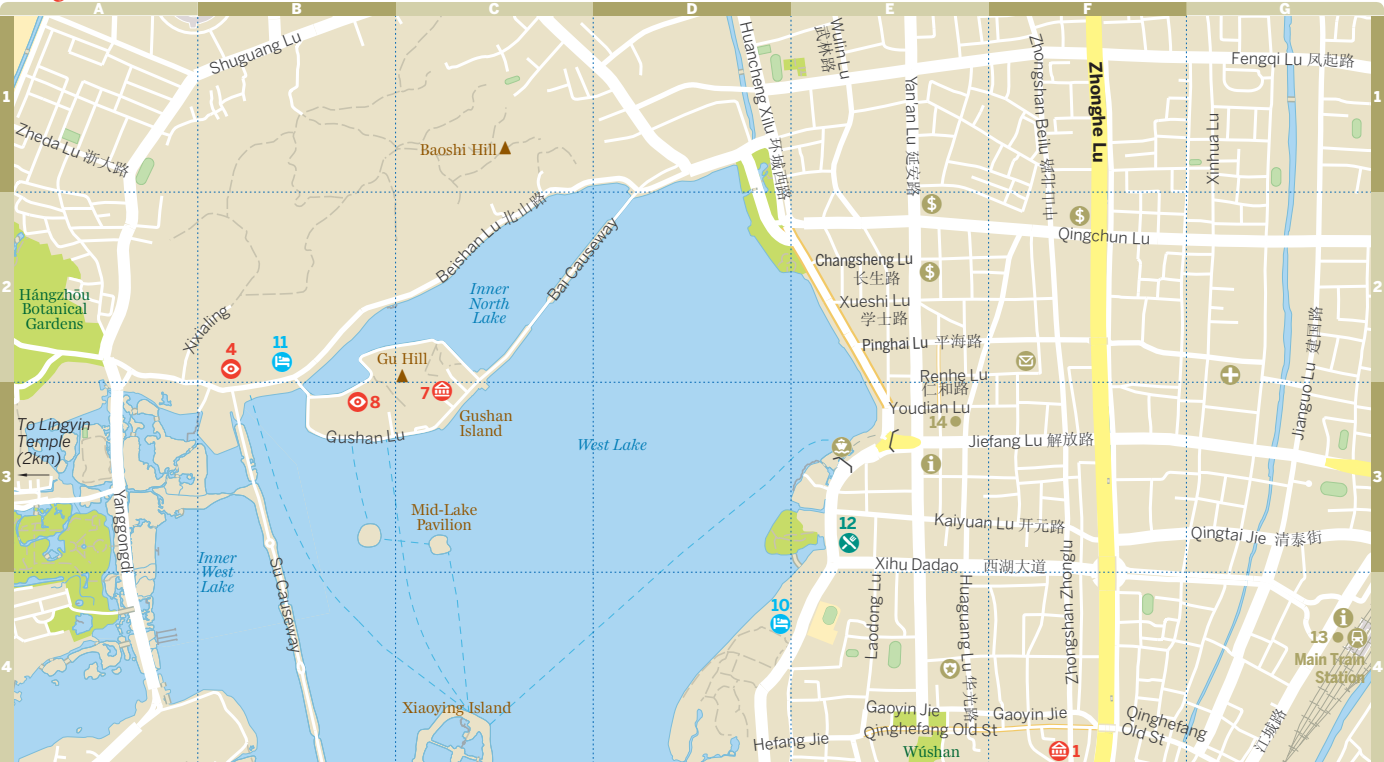 A B C D E F G
1
1
2
2
3
3
4
4
Shuguang Lu
Zheda Lu 浙大路
Baoshi Hill
Huancheng Xilu 环城西路
Wulin Lu
武林路
Yan'an Lu 延安路
Zhongshan Beilu 中山北路
Zhonghe Lu
Fengqi Lu 凤起路
Wanhu Lu
Qingchun Lu
Beishan Lu 北山路
Bai Causeway
Inner
North
Lake
Hángzhōu
Botanical
Gardens
Xixialing
4
11
Gu Hill
7
8
Gushan Lu
Gushan
Island
Changsheng Lu
长生路
Xueshi Lu
学士路
Pinghai Lu 平海路
Renhe Lu
仁和路
Youdian Lu
14
Jianguo Lu 建国路
To Lingyin
Temple
(2km)
West Lake
Jiefang Lu 解放路
Yanggongdi
Mid-Lake
Pavilion
Inner
West
Lake
Su Causeway
12
Kaiyuan Lu 开元路
Qingtai Jie 清泰街
Xihu Dadao 西湖大道
Zhongshan Zhonglu
10
Laodong Lu
Huaguang Lu 华光路
13
Main Train
Station
Xiaoying Island
Gaoyin Jie
Gaoyin Jie
Qinghefang Old St
Qinghefang
Old St
Hefang Jie
Wúshan
1
江城路